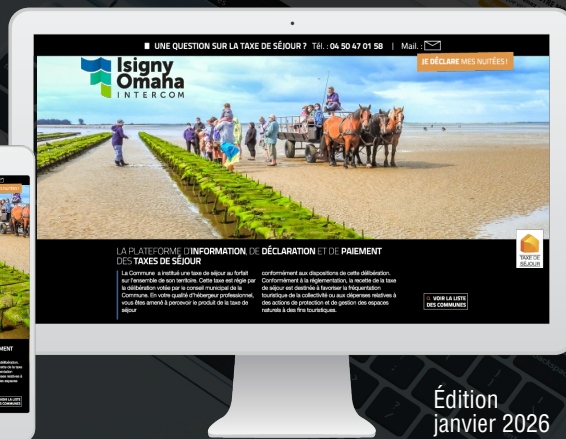 UNE QUESTION SUR LA TAXE DE SÉJOUR ? Tél. : 04 50 47 01 58 | Mail. :
JE DÉCLARE MES NUITÉES !
Isigny
Omaha
INTERCOM
LA PLATEFORME D'INFORMATION, DE DÉCLARATION ET DE PAIEMENT
DES TAXES DE SÉJOUR
La Commune a institué une taxe de séjour au forfait
sur l'ensemble de son territoire. Cette taxe est régie par
la délibération votée par le conseil municipal de la
Commune. En votre qualité d'hébergeur professionnel,
vous êtes amené à percevoir le produit de la taxe de
séjour
conformément aux dispositions de cette délibération.
Conformément à la réglementation, la recette de la taxe
de séjour est destinée à favoriser la fréquentation
touristique de la collectivité ou aux dépenses relatives à
des actions de protection et de gestion des espaces
naturels à des fins touristiques.
TAXE DE
SÉJOUR
VOIR LA LISTE
DES COMMUNES
Édition
janvier 2026